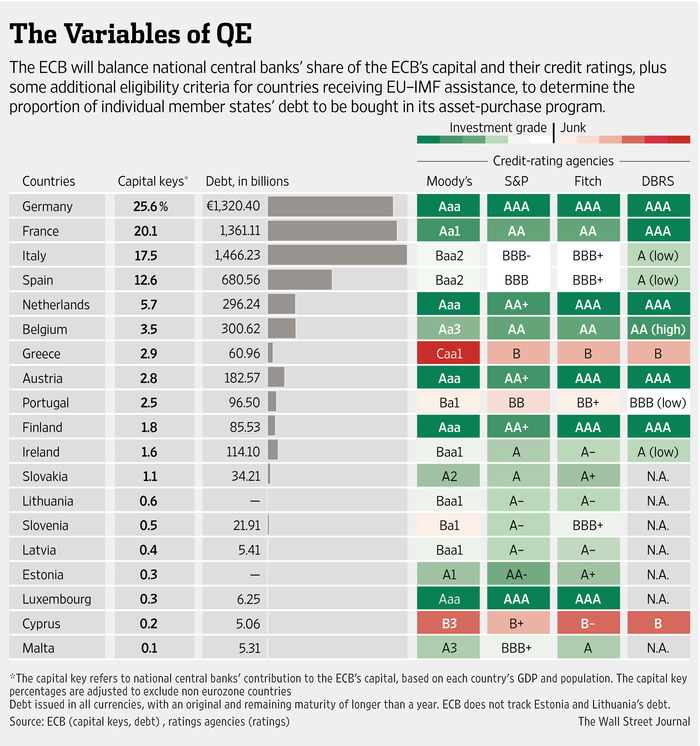 The Variables of QE
The ECB will balance national central banks' share of the ECB's capital and their credit ratings, plus
some additional eligibility criteria for countries receiving EU–IMF assistance, to determine the
proportion of individual member states' debt to be bought in its asset-purchase program.
Investment grade Junk
Credit-rating agencies
Countries Capital keys* Debt, in billions Moody's S&P Fitch DBRS
Germany 25.6% €1,320.40 Aaa AAA AAA AAA
France 20.1 1,361.11 Aa1 AA AA AAA
Italy 17.5 1,466.23 Baa2 BBB- BBB+ A (low)
Spain 12.6 680.56 Baa2 BBB BBB+ A (low)
Netherlands 5.7 296.24 Aaa AA+ AAA AAA
Belgium 3.5 300.62 Aa3 AA AA AA (high)
Greece 2.9 60.96 Caa1 B B B
Austria 2.8 182.57 Aaa AA+ AAA AAA
Portugal 2.5 96.50 Ba1 BB BB+ BBB (low)
Finland 1.8 85.53 Aaa AA+ AAA AAA
Ireland 1.6 114.10 Baa1 A A– A (low)
Slovakia 1.1 34.21 A2 A A+ N.A.
Lithuania 0.6 — Baa1 A– A– N.A.
Slovenia 0.5 21.91 Ba1 A– BBB+ N.A.
Latvia 0.4 5.41 Baa1 A– A– N.A.
Estonia 0.3 — A1 AA- A+ N.A.
Luxembourg 0.3 6.25 Aaa AAA AAA N.A.
Cyprus 0.2 5.06 B3 B+ B– B
Malta 0.1 5.31 A3 BBB+ A N.A.
*The capital key refers to national central banks' contribution to the ECB's capital, based on each country's GDP and population. The capital key
percentages are adjusted to exclude non eurozone countries
Debt issued in all currencies, with an original and remaining maturity of longer than a year. ECB does not track Estonia and Lithuania's debt.
Source: ECB (capital keys, debt) , ratings agencies (ratings) The Wall Street Journal